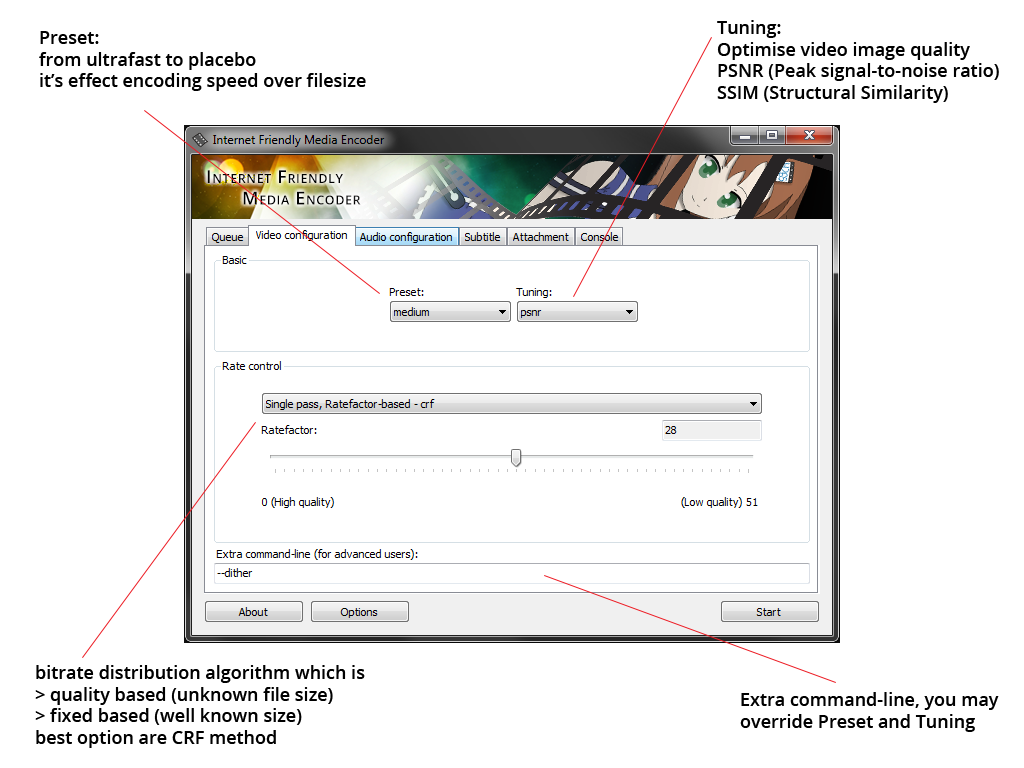 Preset:
from ultrafast to placebo
it's effect encoding speed over filesize
Tuning:
Optimise video image quality
PSNR (Peak signal-to-noise ratio)
SSIM (Structural Similarity)
Internet Friendly Media Encoder
INTERNET FRIENDLY
MEDIA ENCODER
Queue Video configuration Audio configuration Subtitle Attachment Console
Basic
Preset: Tuning:
medium psnr
Rate control
Single pass, Ratefactor-based - crf
Ratefactor: 28
0 (High quality) (Low quality) 51
Extra command-line (for advanced users):
--dither
About Options Start
bitrate distribution algorithm which is
> quality based (unknown file size)
> fixed based (well known size)
best option are CRF method
Extra command-line, you may
override Preset and Tuning